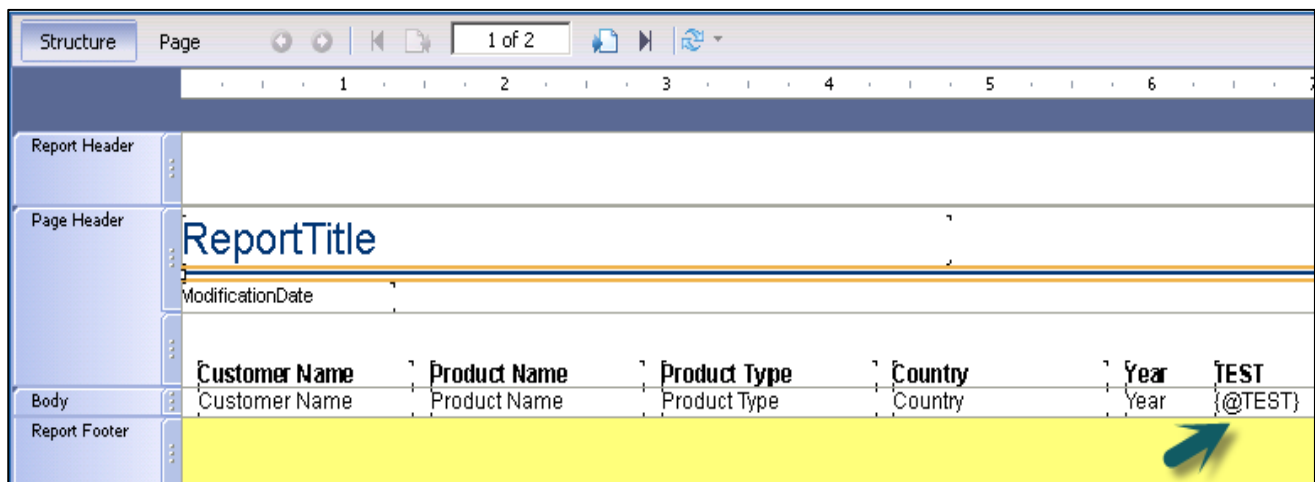 Structure Page 1 of 2
1 2 3 4 5 6
Report Header
Page Header
ReportTitle
ModificationDate
Customer Name Product Name Product Type Country Year TEST
Body Customer Name Product Name Product Type Country Year {@TEST}
Report Footer